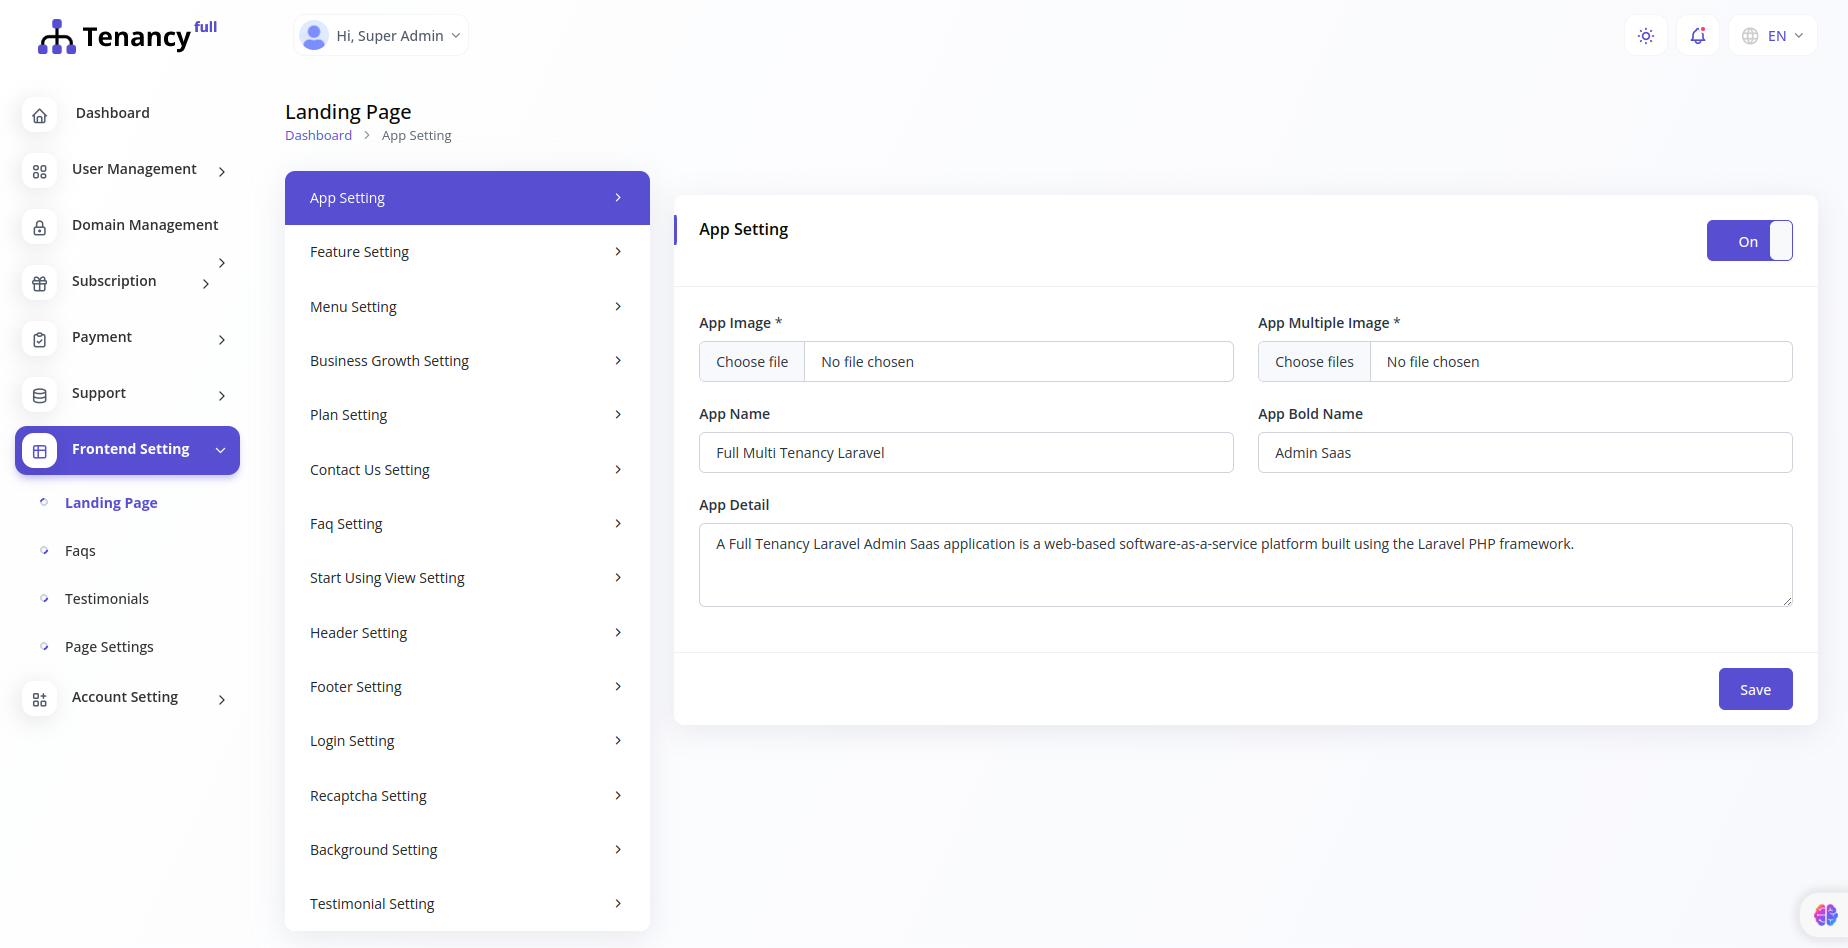 Tenancy full
Hi, Super Admin
EN
Dashboard
User Management
Domain Management
Subscription
Payment
Support
Frontend Setting
Landing Page
Faqs
Testimonials
Page Settings
Account Setting
Landing Page
Dashboard > App Setting
App Setting
Feature Setting
Menu Setting
Business Growth Setting
Plan Setting
Contact Us Setting
Faq Setting
Start Using View Setting
Header Setting
Footer Setting
Login Setting
Recaptcha Setting
Background Setting
Testimonial Setting
App Setting
On
App Image *
Choose file No file chosen
App Multiple Image *
Choose files No file chosen
App Name
Full Multi Tenancy Laravel
App Bold Name
Admin Saas
App Detail
A Full Tenancy Laravel Admin Saas application is a web-based software-as-a-service platform built using the Laravel PHP framework.
Save